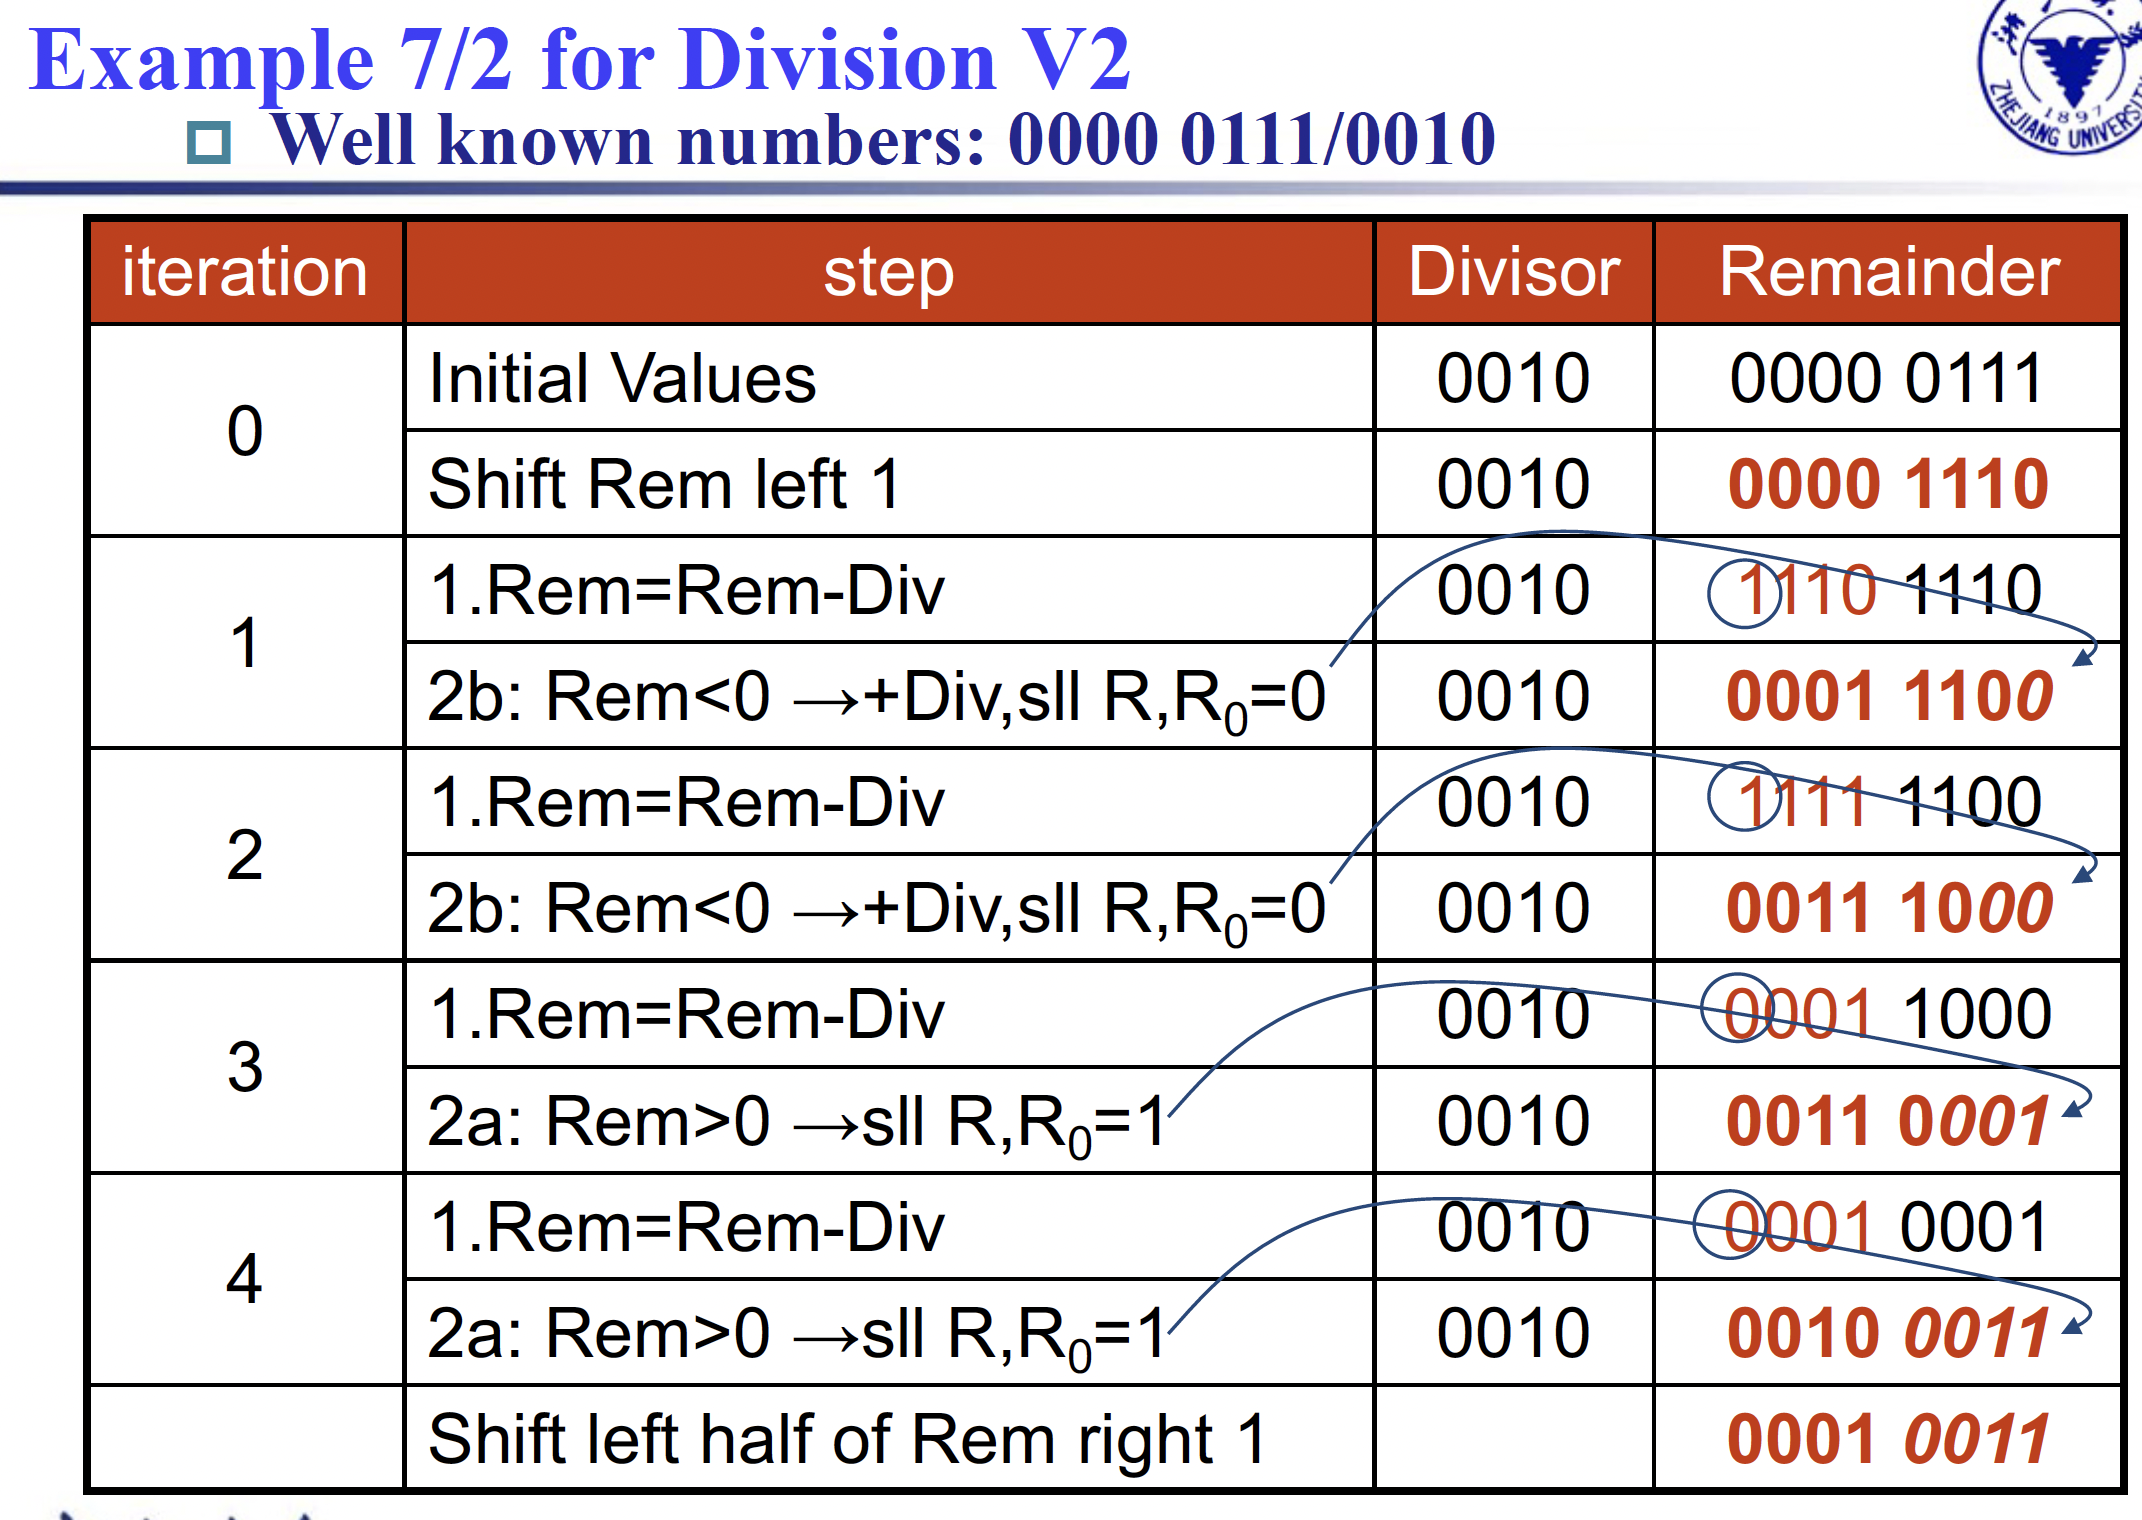 Example 7/2 for Division V2
Well known numbers: 0000 0111/0010
ZHEJIANG UNIVERSITY
1897
iteration step Divisor Remainder
0
Initial Values 0010 0000 0111
Shift Rem left 1 0010 0000 1110
1
1.Rem=Rem-Div 0010 1110 1110
2b: Rem<0 →+Div,sll R,R₀=0 0010 0001 1100
2
1.Rem=Rem-Div 0010 1111 1100
2b: Rem<0 →+Div,sll R,R₀=0 0010 0011 1000
3
1.Rem=Rem-Div 0010 0001 1000
2a: Rem>0 →sll R,R₀=1 0010 0011 0001
4
1.Rem=Rem-Div 0010 0001 0001
2a: Rem>0 →sll R,R₀=1 0010 0010 0011
Shift left half of Rem right 1 0001 0011